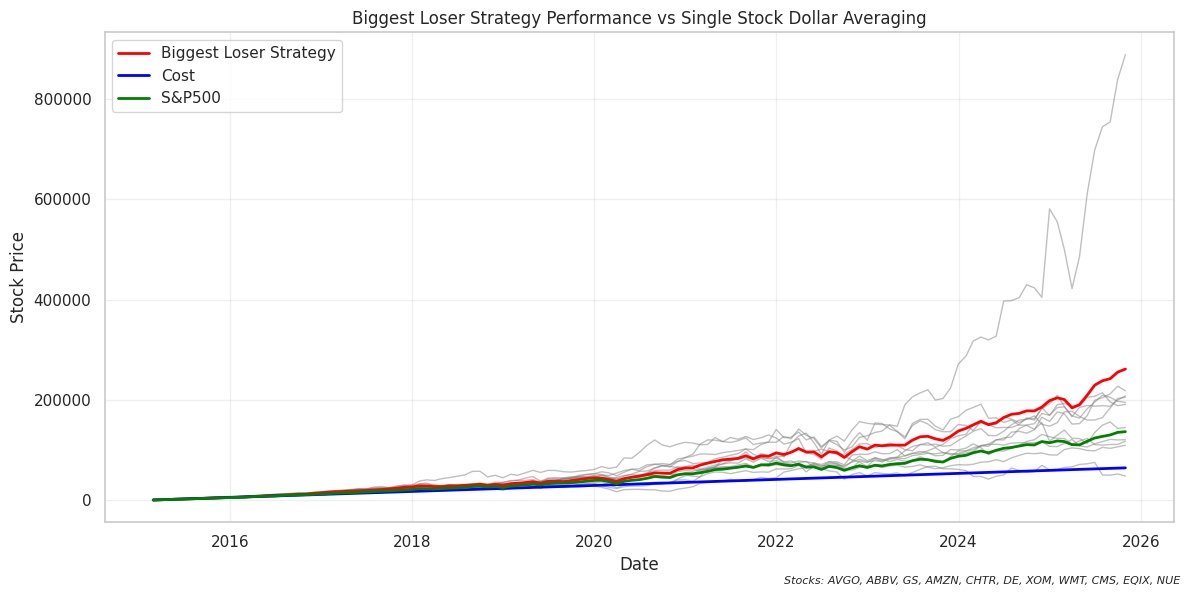 Biggest Loser Strategy Performance vs Single Stock Dollar Averaging
Biggest Loser Strategy
Cost
S&P500
Stock Price
800000
600000
400000
200000
0
2016
2018
2020
2022
2024
2026
Date
Stocks: AVGO, ABBV, GS, AMZN, CHTR, DE, XOM, WMT, CMS, EQIX, NUE